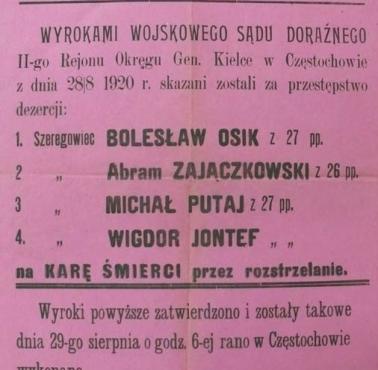 WYROKAMI WOJSKOWEGO SĄDU DORAŹNEGO
II-go Rejonu Okręgu Gen. Kielce w Częstochowie
z dnia 28|8 1920 r. skazani zostali za przestępstwo
dezercji:
1. Szeregowiec BOLESŁAW OSIK z 27 pp.
2 „ Abram ZAJĄCZKOWSKI z 26 pp.
3 „ MICHAŁ PUTAJ z 27 pp.
4. „ WIGDOR JONTEF „ „
na KARĘ ŚMIERCI przez rozstrzelanie.
Wyroki powyższe zatwierdzono i zostały takowe
dnia 29-go sierpnia o godz. 6-ej rano w Częstochowie